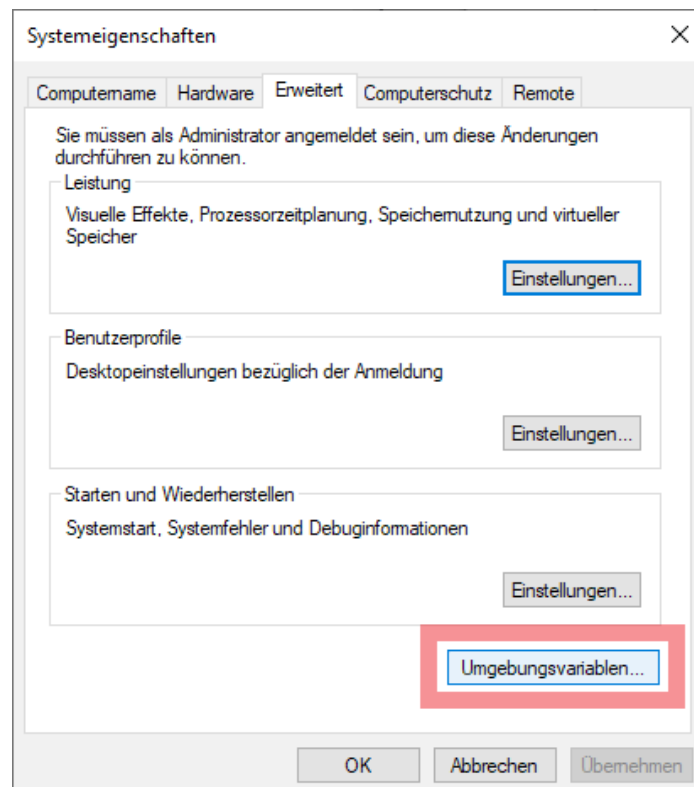 Systemeigenschaften
Computername Hardware Erweitert Computerschutz Remote
Sie müssen als Administrator angemeldet sein, um diese Änderungen
durchführen zu können.
Leistung
Visuelle Effekte, Prozessorzeitplanung, Speichernutzung und virtueller
Speicher
Einstellungen...
Benutzerprofile
Desktopeinstellungen bezüglich der Anmeldung
Einstellungen...
Starten und Wiederherstellen
Systemstart, Systemfehler und Debuginformationen
Einstellungen...
Umgebungsvariablen...
OK Abbrechen Übernehmen